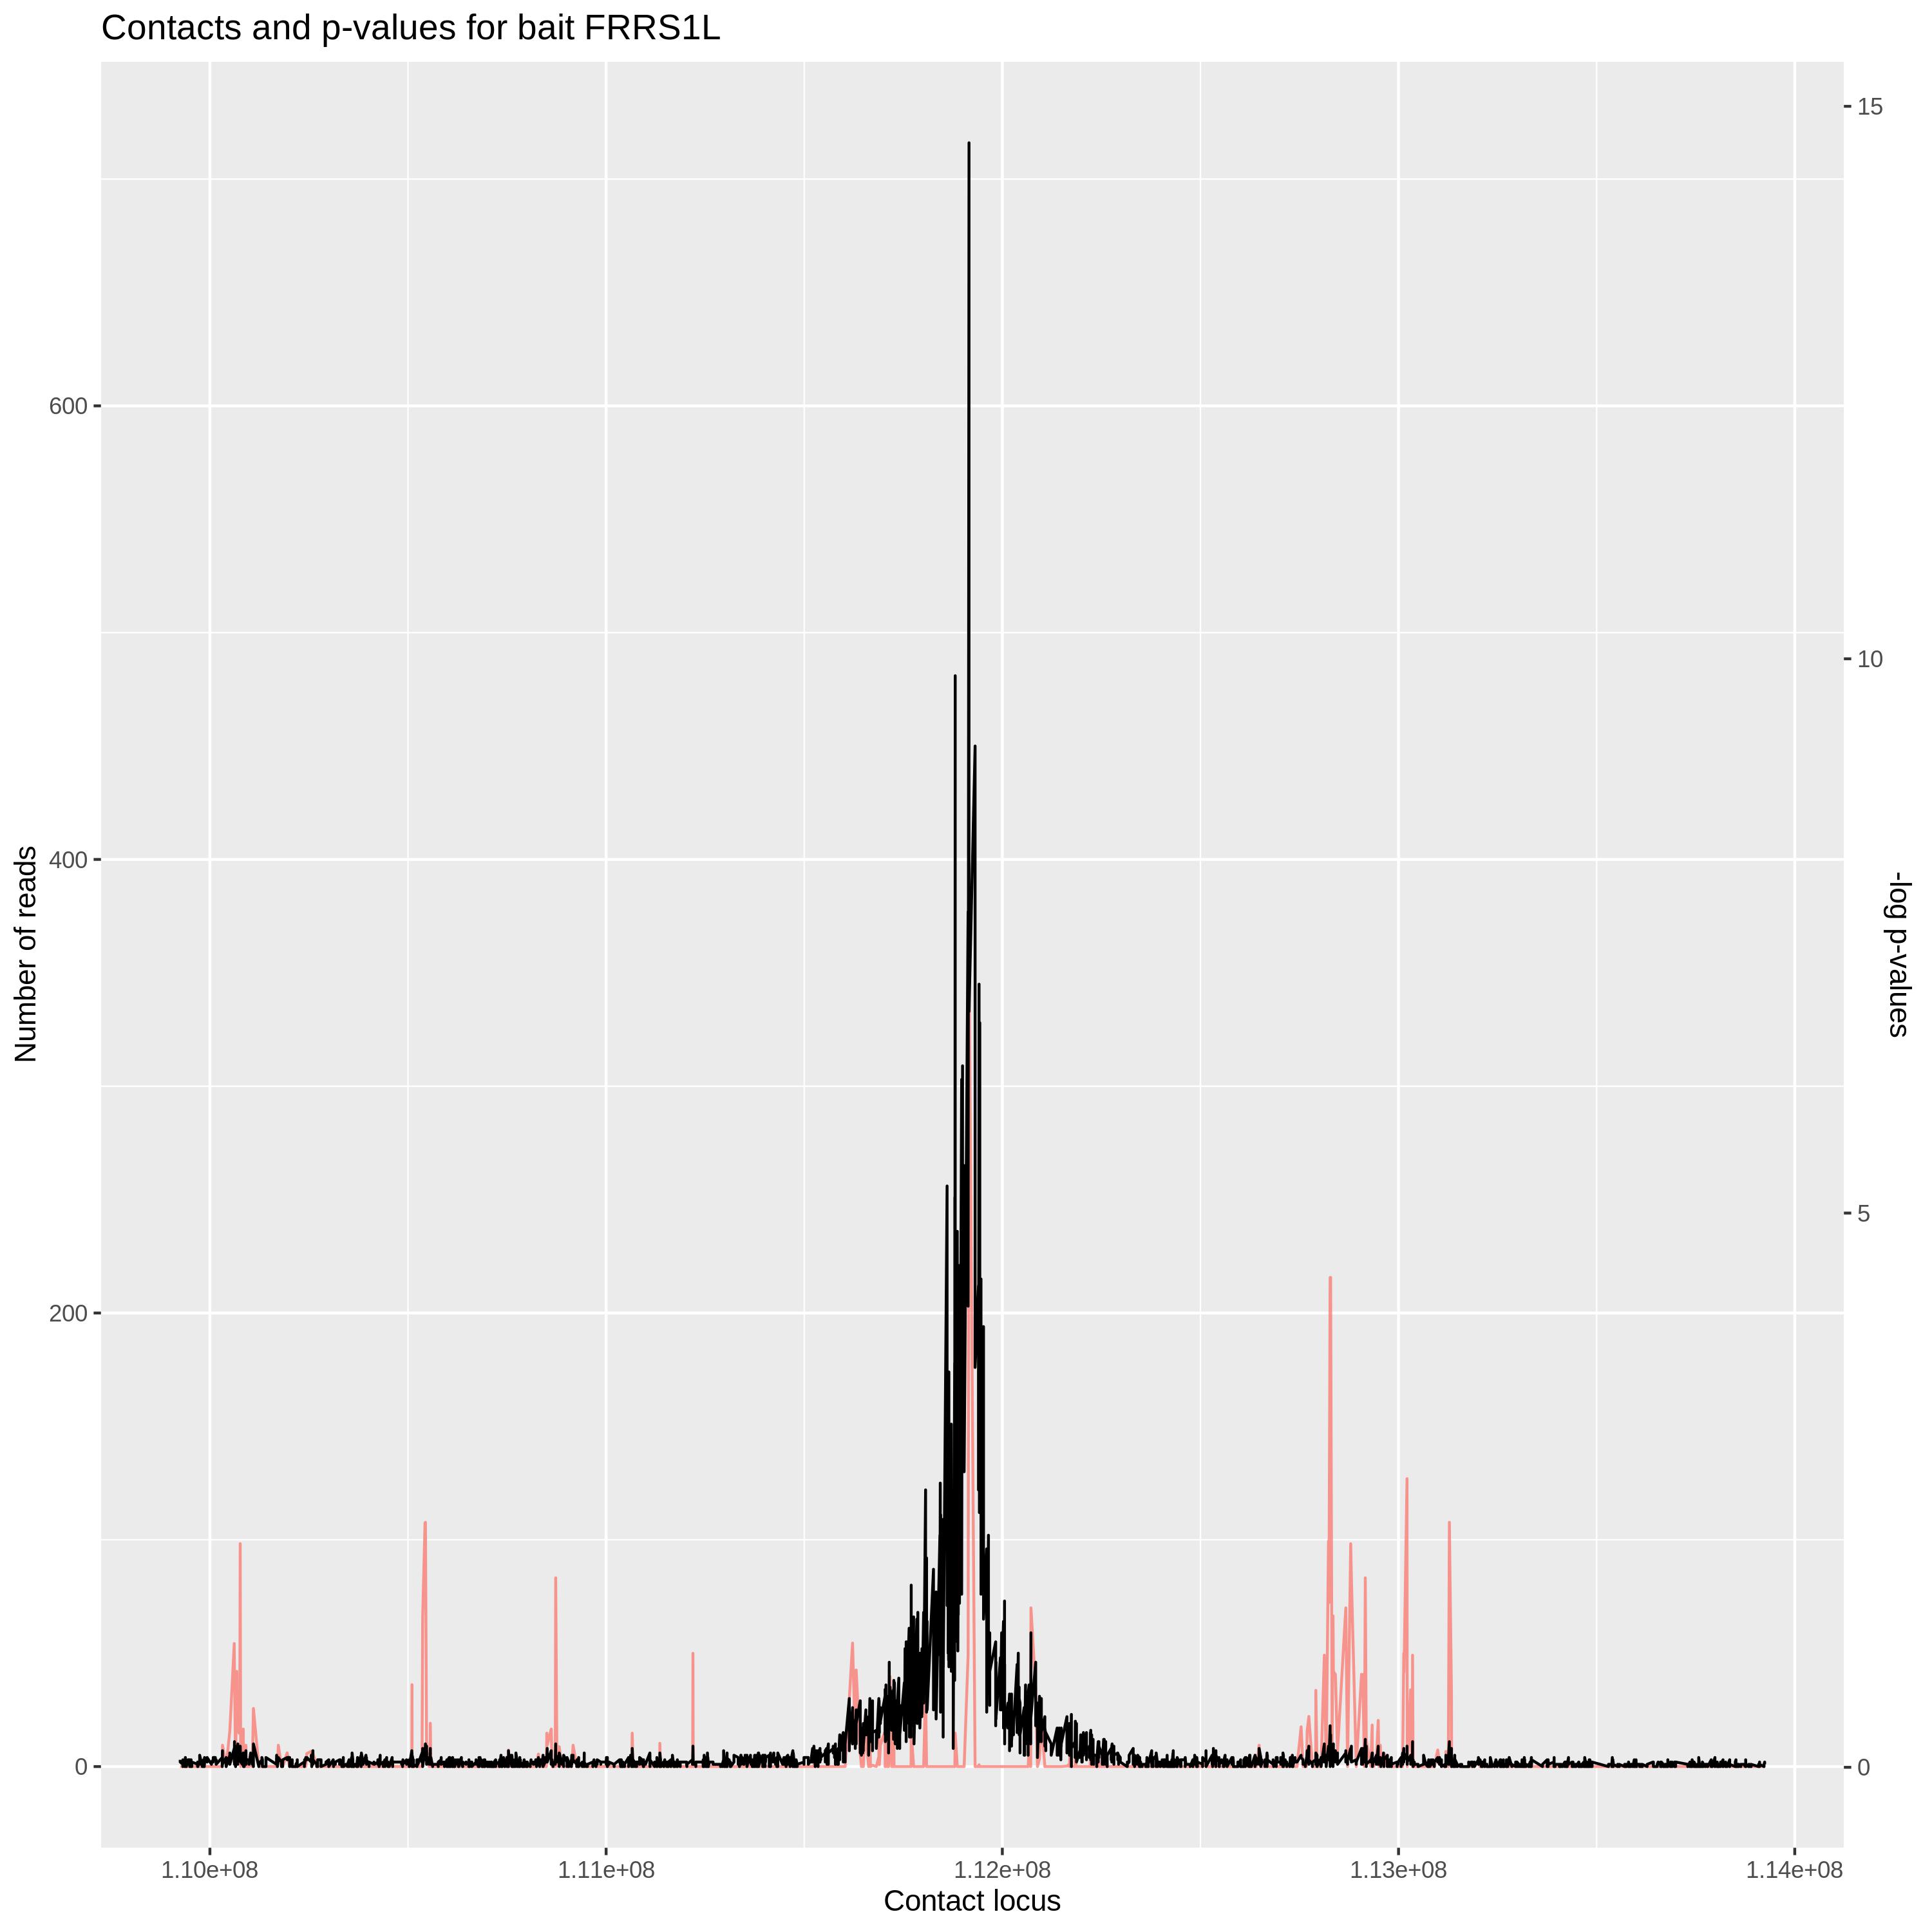 Contacts and p-values for bait FRRS1L
15
600
10
Number of reads
400
-log p-values
5
200
0
0
1.10e+08
1.11e+08
1.12e+08
1.13e+08
1.14e+08
Contact locus